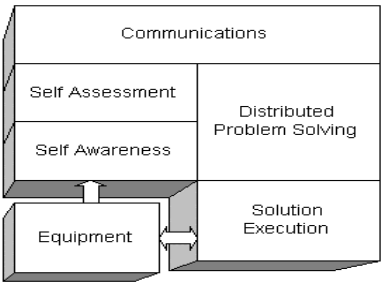 Communications
Self Assessment
Distributed
Problem Solving
Self Awareness
Solution
Execution
Equipment